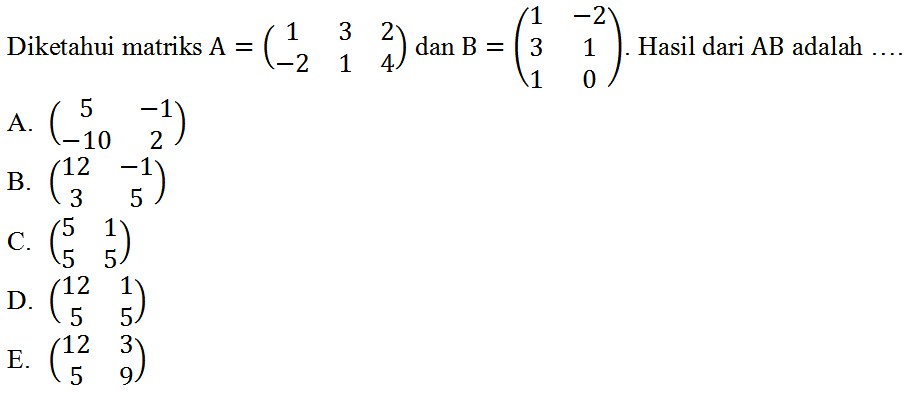 Diketahui matriks A = (1 3 2; −2 1 4) dan B = (1 −2; 3 1; 1 0). Hasil dari AB adalah ….
A. (5 −1; −10 2)
B. (12 −1; 3 5)
C. (5 1; 5 5)
D. (12 1; 5 5)
E. (12 3; 5 9)